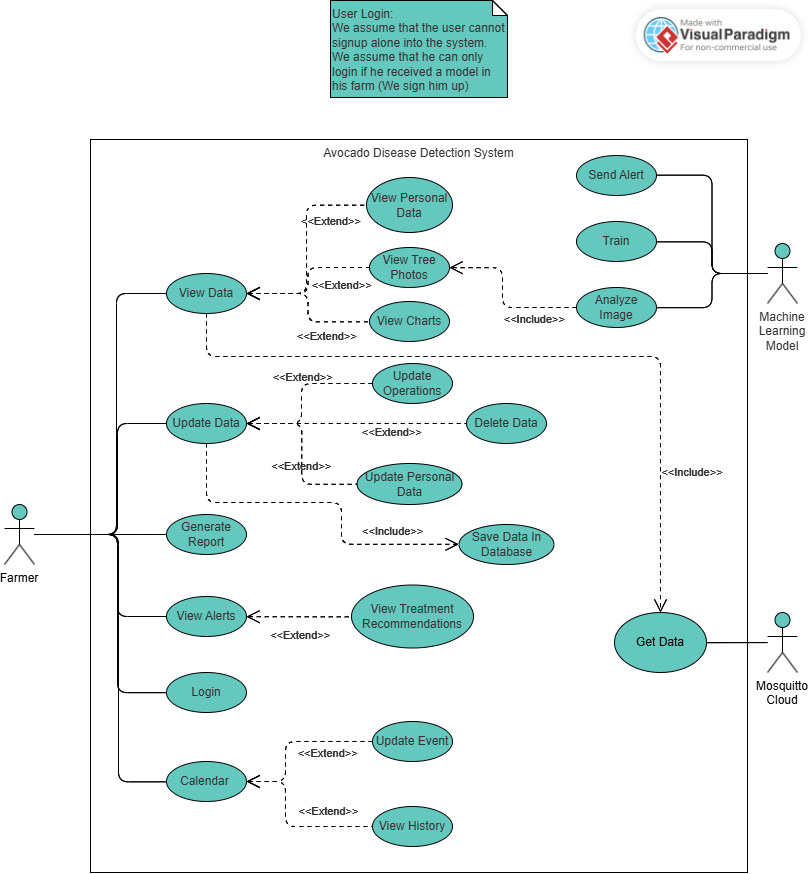 User Login:
We assume that the user cannot
signup alone into the system.
We assume that he can only
login if he received a model in
his farm (We sign him up)
Made with
VisualParadigm
For non-commercial use
Avocado Disease Detection System
Send Alert
View Personal
Data
<<Extend>>
Train
View Tree
Photos
<<Extend>>
View Data
Analyze
Image
<<Include>>
View Charts
<<Extend>>
Machine
Learning
Model
Update
Operations
<<Extend>>
Update Data
Delete Data
<<Extend>>
<<Extend>>
<<Include>>
Update Personal
Data
Generate
Report
<<Include>>
Save Data In
Database
Farmer
View Alerts
View Treatment
Recommendations
<<Extend>>
Get Data
Mosquitto
Cloud
Login
Update Event
<<Extend>>
Calendar
<<Extend>>
View History